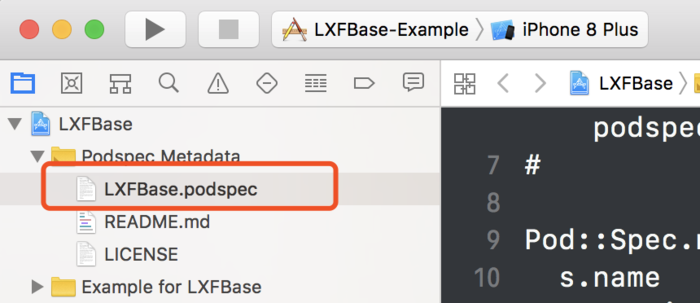 LXFBase-Example iPhone 8 Plus
LXFBase
LXFBase
Podspec Metadata
LXFBase.podspec
README.md
LICENSE
Example for LXFBase
podspec
7 #
8
9 Pod::Spec.
10 s.name